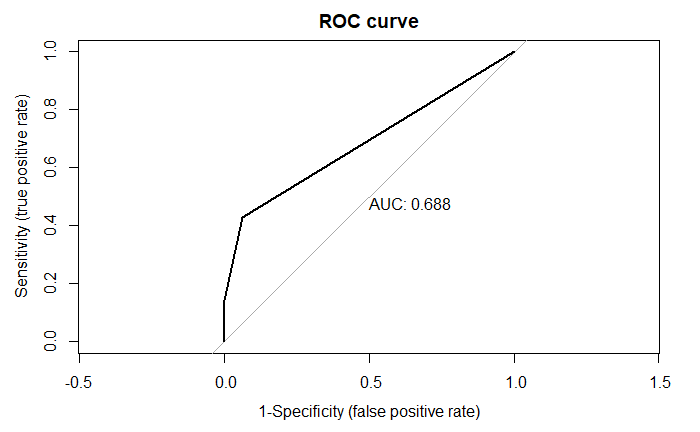 ROC curve
Sensitivity (true positive rate)
1.0
0.8
0.6
0.4
0.2
0.0
AUC: 0.688
-0.5
0.0
0.5
1.0
1.5
1-Specificity (false positive rate)